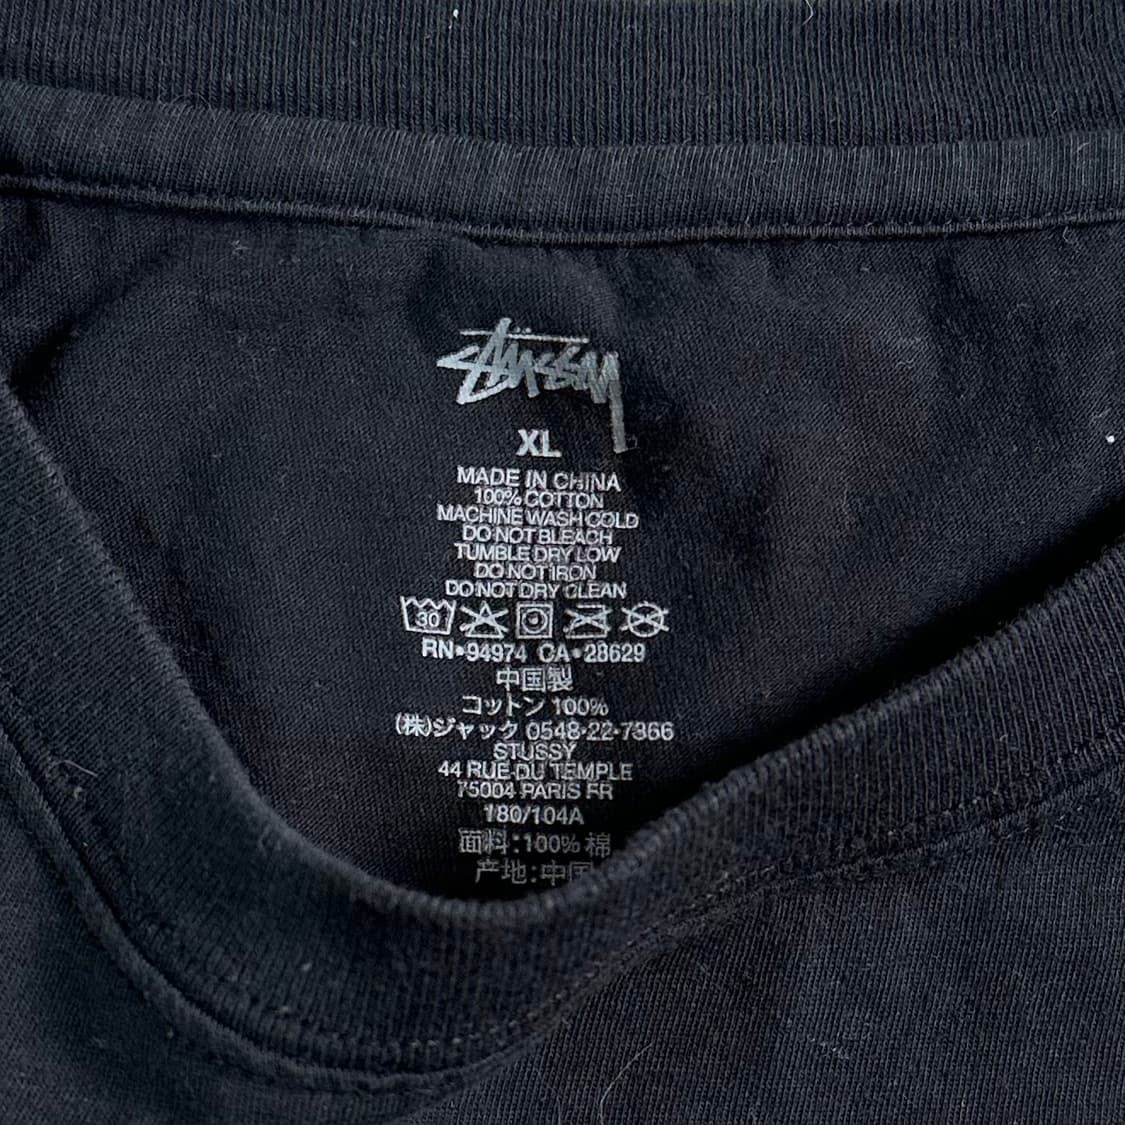 STÜSSY
XL
MADE IN CHINA
100% COTTON
MACHINE WASH COLD
DO NOT BLEACH
TUMBLE DRY LOW
DO NOT IRON
DO NOT DRY CLEAN
30
RN•94974 CA•28629
中国製
コットン 100%
(株)ジャック 0548-22-7366
STUSSY
44 RUE DU TEMPLE
75004 PARIS FR
180/104A
面料:100% 棉
产地:中国